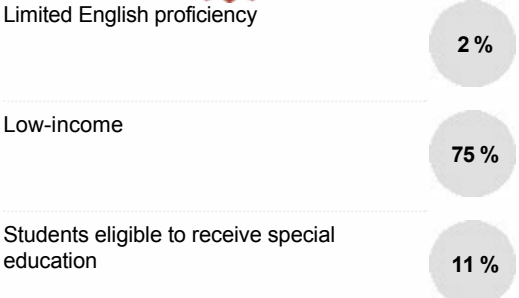 Limited English proficiency
2 %
Low-income
75 %
Students eligible to receive special
education
11 %